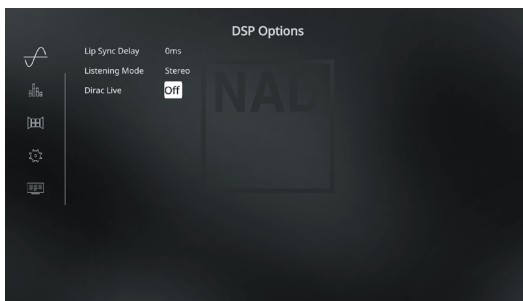 DSP Options
Lip Sync Delay 0ms
Listening Mode Stereo
Dirac Live Off
NAD